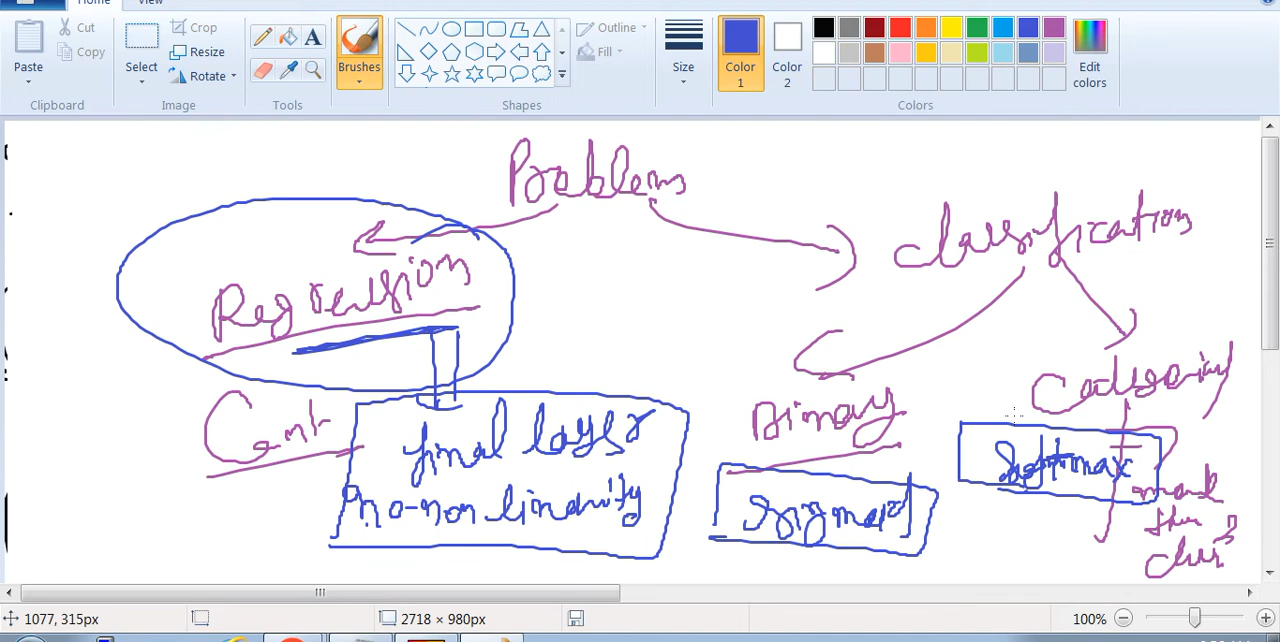 Home
View
Paste
Cut
Copy
Clipboard
Select
Crop
Resize
Rotate
Image
Tools
Brushes
Shapes
Outline
Fill
Size
Color 1
Color 2
Colors
Edit colors
Problems
Regression
Classification
Cont
final layer
no-non linearity
Binary
sigmoid
Softmax
1077, 315px
2718 × 980px
100%